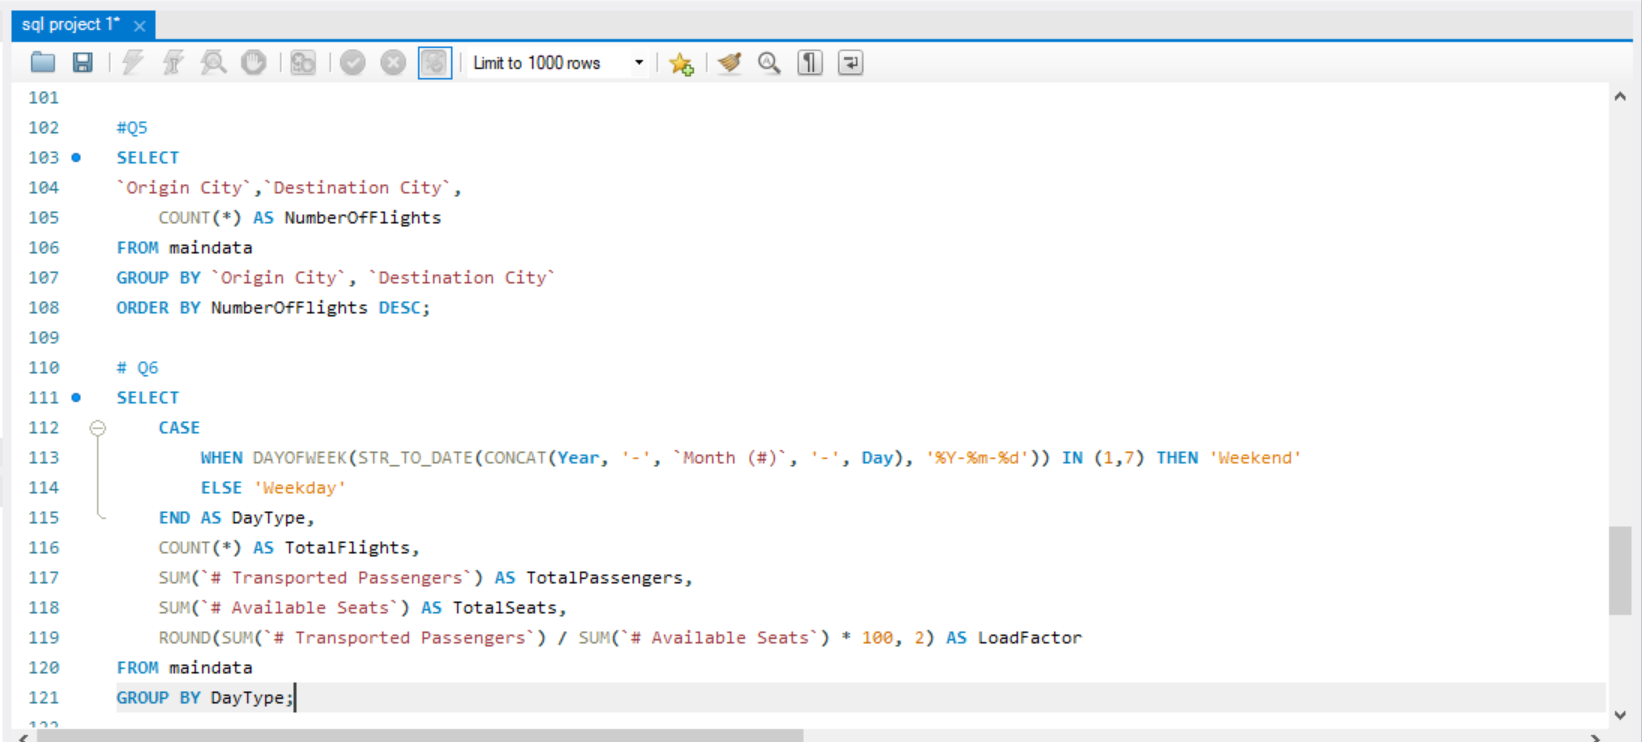 sql project 1*
Limit to 1000 rows
101
102 #Q5
103 SELECT
104 `Origin City`,`Destination City`,
105 COUNT(*) AS NumberOfFlights
106 FROM maindata
107 GROUP BY `Origin City`, `Destination City`
108 ORDER BY NumberOfFlights DESC;
109
110 # Q6
111 SELECT
112 CASE
113 WHEN DAYOFWEEK(STR_TO_DATE(CONCAT(Year, '-', `Month (#)`, '-', Day), '%Y-%m-%d')) IN (1,7) THEN 'Weekend'
114 ELSE 'Weekday'
115 END AS DayType,
116 COUNT(*) AS TotalFlights,
117 SUM(`# Transported Passengers`) AS TotalPassengers,
118 SUM(`# Available Seats`) AS TotalSeats,
119 ROUND(SUM(`# Transported Passengers`) / SUM(`# Available Seats`) * 100, 2) AS LoadFactor
120 FROM maindata
121 GROUP BY DayType;